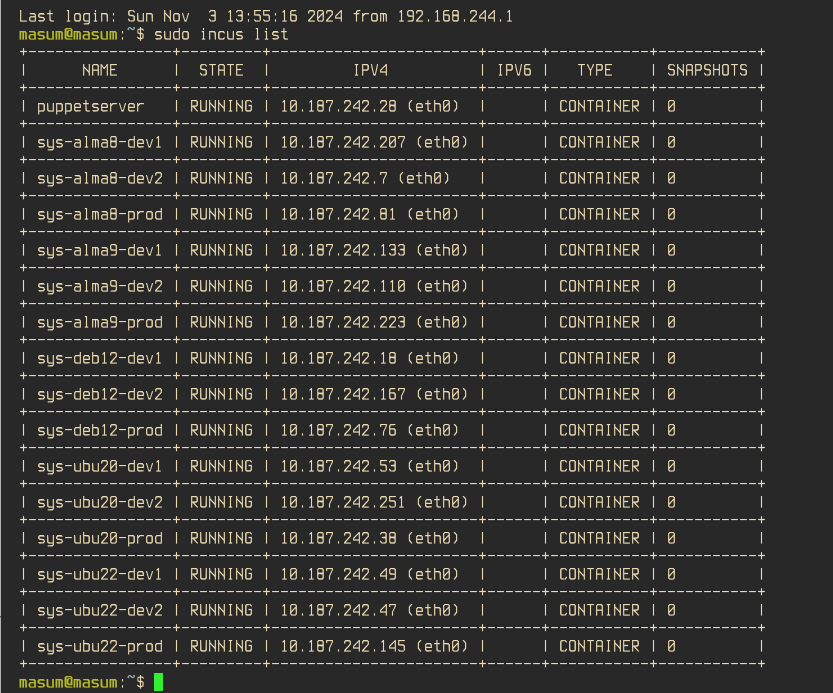 Last login: Sun Nov  3 13:55:16 2024 from 192.168.244.1
masum@masum:~$ sudo incus list
+----------------+---------+-----------------------+------+-----------+-----------+
|      NAME      |  STATE  |         IPV4          | IPV6 |   TYPE    | SNAPSHOTS |
+----------------+---------+-----------------------+------+-----------+-----------+
| puppetserver   | RUNNING | 10.187.242.28 (eth0)  |      | CONTAINER | 0         |
+----------------+---------+-----------------------+------+-----------+-----------+
| sys-alma8-dev1 | RUNNING | 10.187.242.207 (eth0) |      | CONTAINER | 0         |
+----------------+---------+-----------------------+------+-----------+-----------+
| sys-alma8-dev2 | RUNNING | 10.187.242.7 (eth0)   |      | CONTAINER | 0         |
+----------------+---------+-----------------------+------+-----------+-----------+
| sys-alma8-prod | RUNNING | 10.187.242.81 (eth0)  |      | CONTAINER | 0         |
+----------------+---------+-----------------------+------+-----------+-----------+
| sys-alma9-dev1 | RUNNING | 10.187.242.133 (eth0) |      | CONTAINER | 0         |
+----------------+---------+-----------------------+------+-----------+-----------+
| sys-alma9-dev2 | RUNNING | 10.187.242.110 (eth0) |      | CONTAINER | 0         |
+----------------+---------+-----------------------+------+-----------+-----------+
| sys-alma9-prod | RUNNING | 10.187.242.223 (eth0) |      | CONTAINER | 0         |
+----------------+---------+-----------------------+------+-----------+-----------+
| sys-deb12-dev1 | RUNNING | 10.187.242.18 (eth0)  |      | CONTAINER | 0         |
+----------------+---------+-----------------------+------+-----------+-----------+
| sys-deb12-dev2 | RUNNING | 10.187.242.167 (eth0) |      | CONTAINER | 0         |
+----------------+---------+-----------------------+------+-----------+-----------+
| sys-deb12-prod | RUNNING | 10.187.242.76 (eth0)  |      | CONTAINER | 0         |
+----------------+---------+-----------------------+------+-----------+-----------+
| sys-ubu20-dev1 | RUNNING | 10.187.242.53 (eth0)  |      | CONTAINER | 0         |
+----------------+---------+-----------------------+------+-----------+-----------+
| sys-ubu20-dev2 | RUNNING | 10.187.242.251 (eth0) |      | CONTAINER | 0         |
+----------------+---------+-----------------------+------+-----------+-----------+
| sys-ubu20-prod | RUNNING | 10.187.242.38 (eth0)  |      | CONTAINER | 0         |
+----------------+---------+-----------------------+------+-----------+-----------+
| sys-ubu22-dev1 | RUNNING | 10.187.242.49 (eth0)  |      | CONTAINER | 0         |
+----------------+---------+-----------------------+------+-----------+-----------+
| sys-ubu22-dev2 | RUNNING | 10.187.242.47 (eth0)  |      | CONTAINER | 0         |
+----------------+---------+-----------------------+------+-----------+-----------+
| sys-ubu22-prod | RUNNING | 10.187.242.145 (eth0) |      | CONTAINER | 0         |
+----------------+---------+-----------------------+------+-----------+-----------+
masum@masum:~$